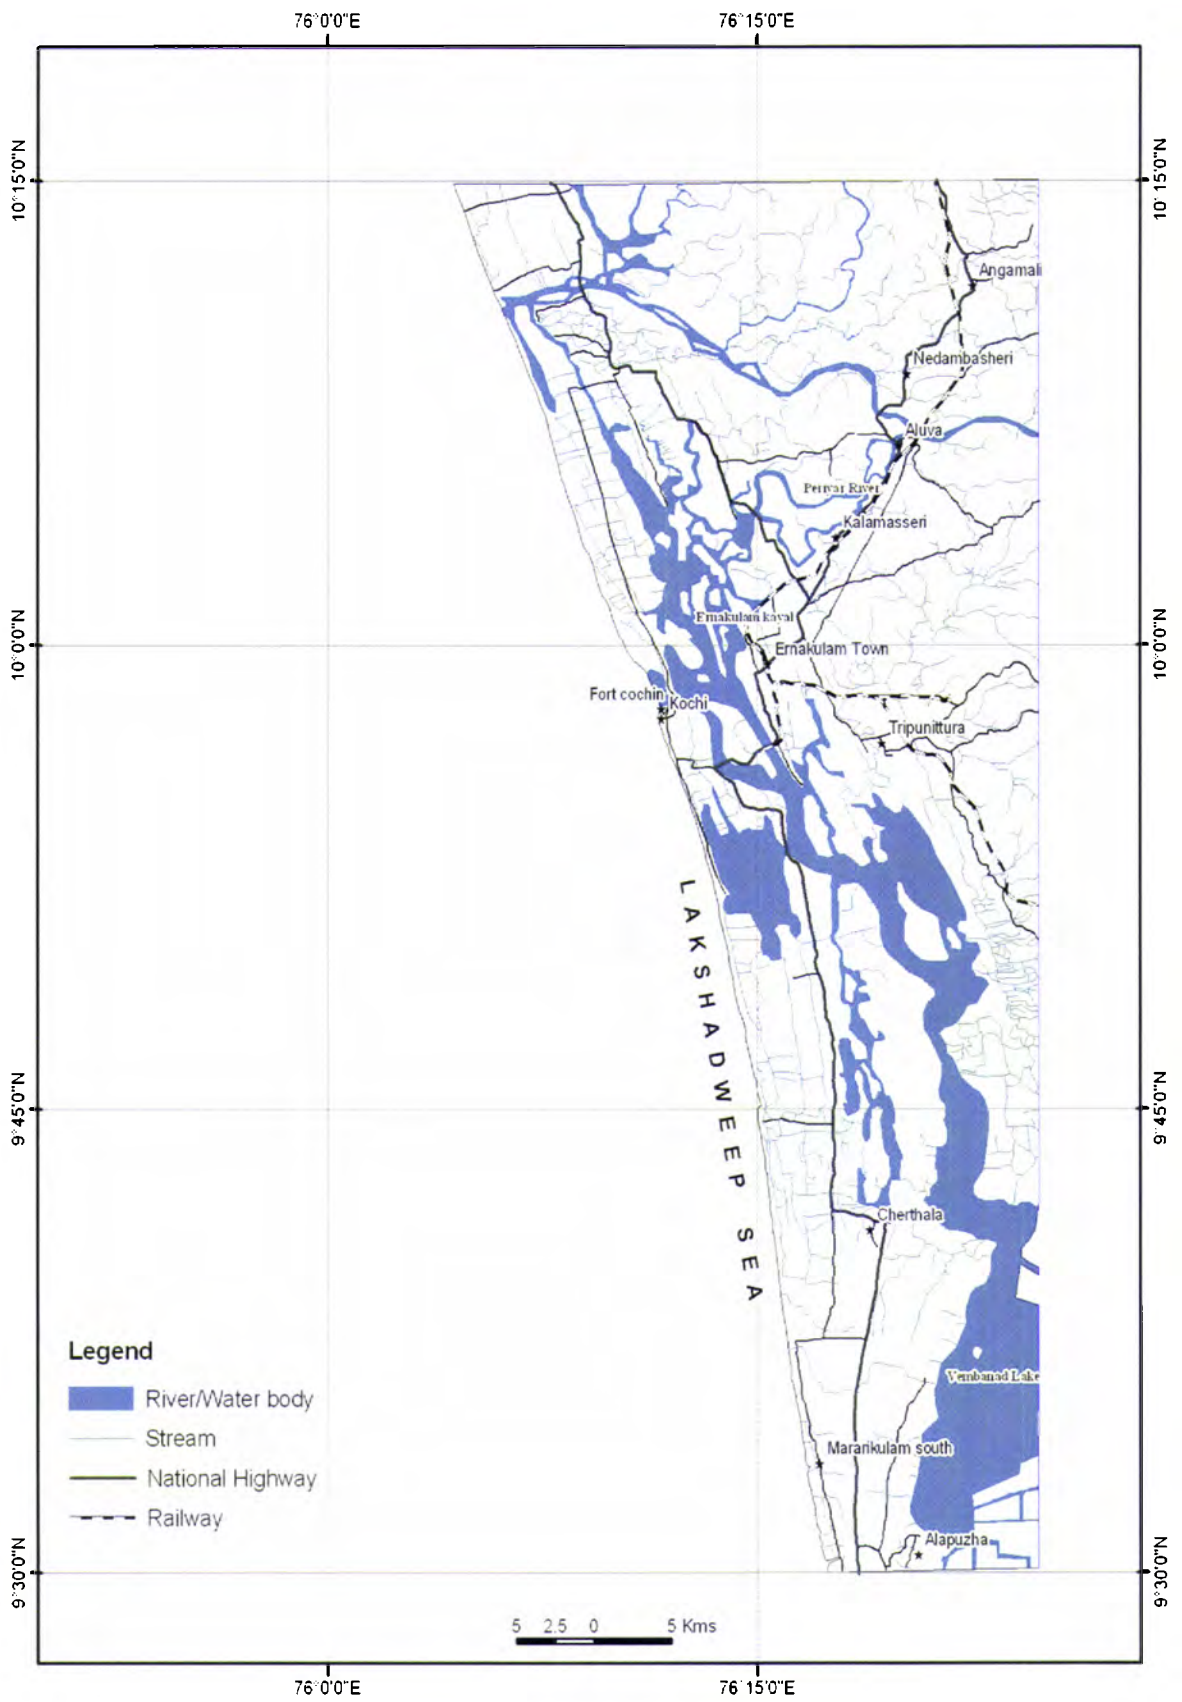 76°0'0"E
76°15'0"E
10°15'0"N
10°15'0"N
Angamali
Nedambasheri
Aluva
Periyar River
Kalamasseri
Ernakulam kayal
10°0'0"N
10°0'0"N
Ernakulam Town
Fort cochin
Kochi
Tripunittura
LAKSHADWEEP SEA
9°45'0"N
9°45'0"N
Cherthala
Legend
River/Water body
Stream
National Highway
Railway
Vembanad Lake
Mararikulam south
Alapuzha
9°30'0"N
9°30'0"N
5 2.5 0 5 Kms
76°0'0"E
76°15'0"E